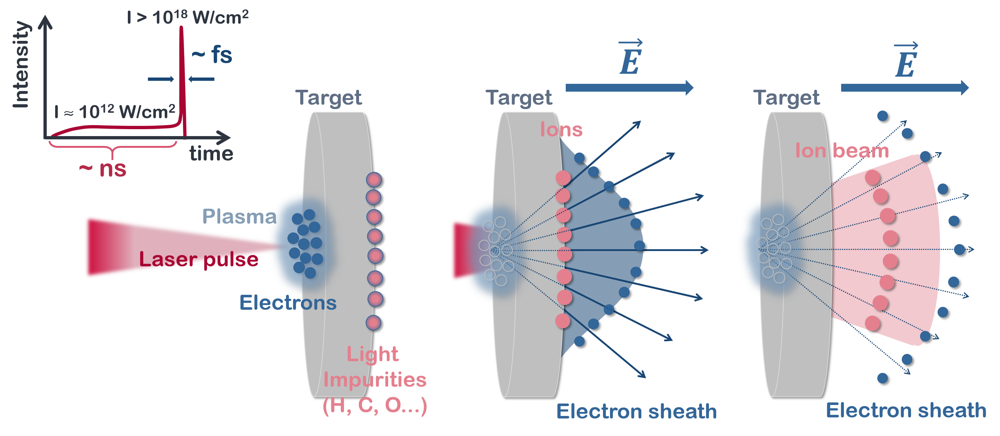 I > 10¹⁸ W/cm²
Intensity
~ fs
I ≈ 10¹² W/cm²
time
~ ns
Target
Plasma
Laser pulse
Electrons
Light
Impurities
(H, C, O...)
E
Target
Ions
Electron sheath
E
Target
Ion beam
Electron sheath